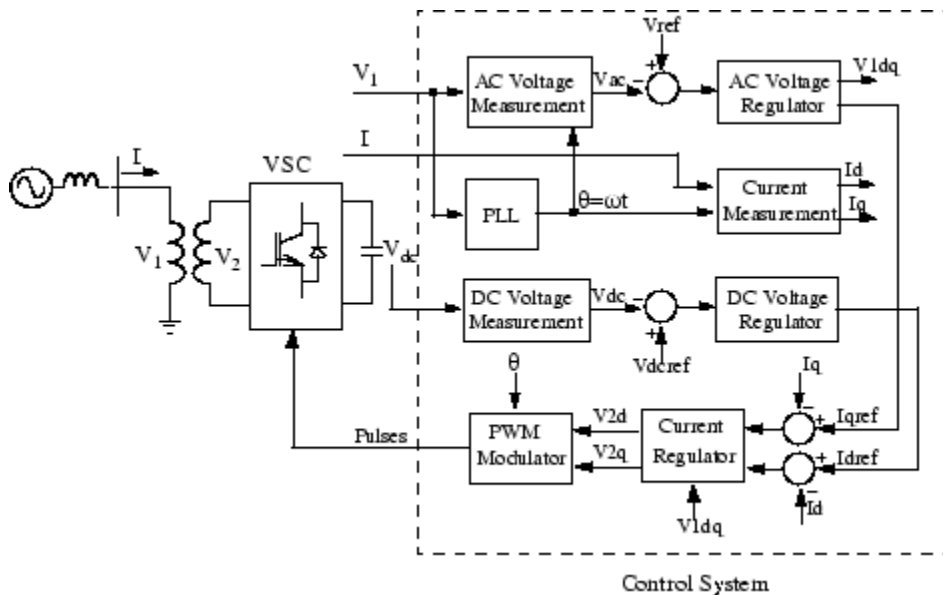 Vref
V1
AC Voltage
Measurement
Vac
−
+
AC Voltage
Regulator
V1dq
I
VSC
I
PLL
θ=ωt
Current
Measurement
Id
Iq
V1
V2
Vdc
DC Voltage
Measurement
Vdc
−
+
Vdcref
DC Voltage
Regulator
θ
Iq
−
+
Iqref
Pulses
PWM
Modulator
V2d
V2q
Current
Regulator
+
Idref
−
Id
V1dq
Control System